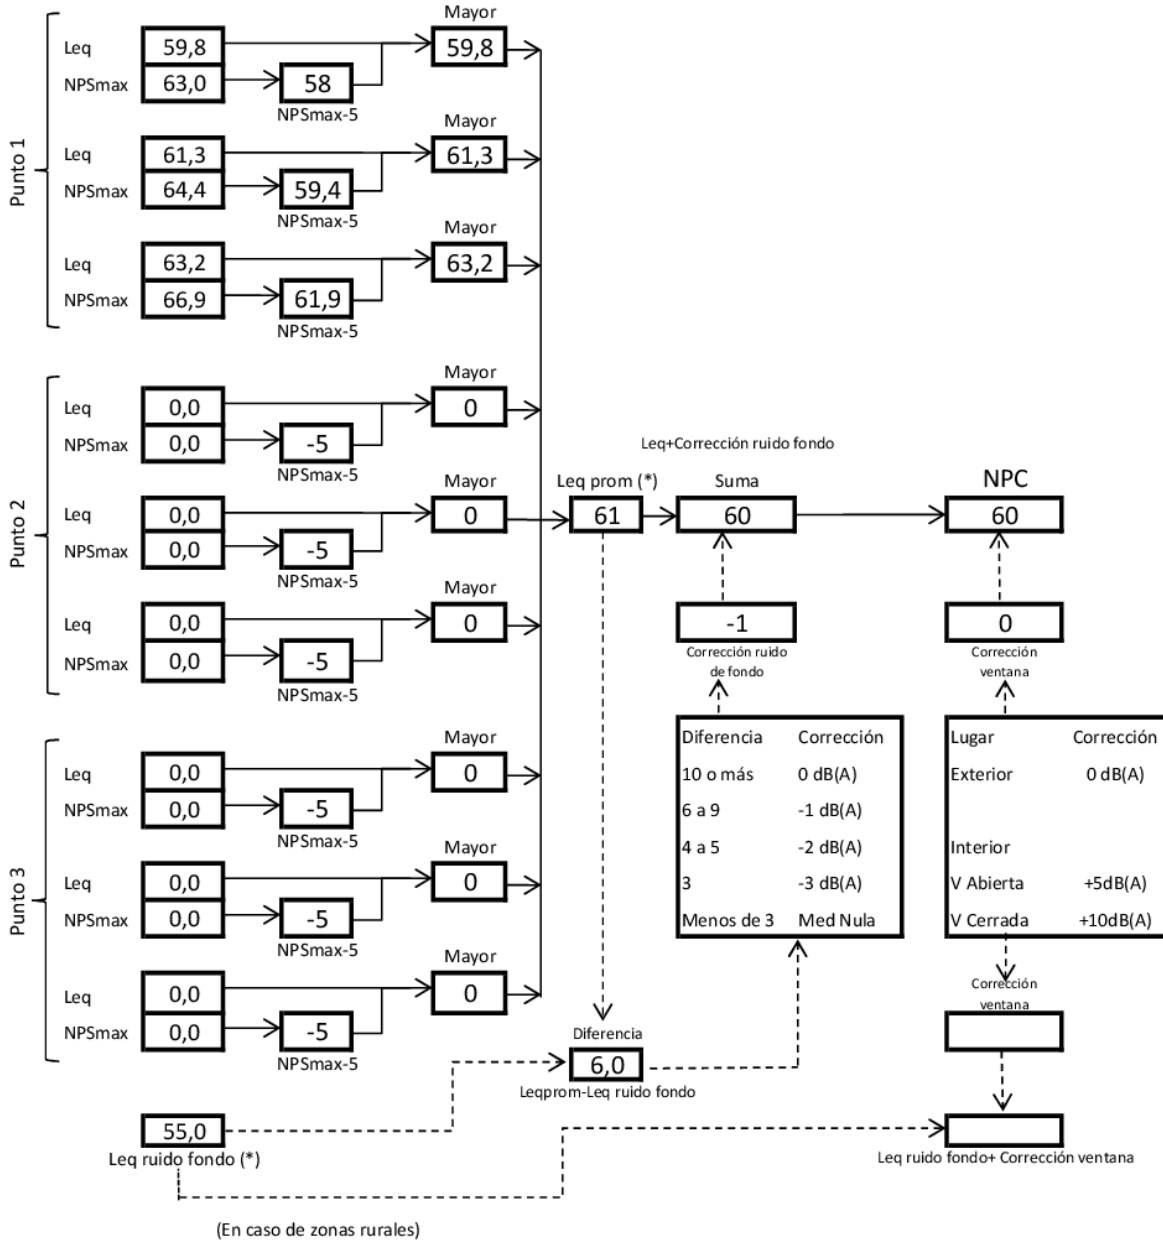 Punto 1
Mayor
Leq 59,8 59,8
NPSmax 63,0 58
NPSmax-5
Mayor
Leq 61,3 61,3
NPSmax 64,4 59,4
NPSmax-5
Mayor
Leq 63,2 63,2
NPSmax 66,9 61,9
NPSmax-5
Punto 2
Mayor
Leq 0,0 0
NPSmax 0,0 -5
NPSmax-5
Mayor
Leq 0,0 0
NPSmax 0,0 -5
NPSmax-5
Mayor
Leq 0,0 0
NPSmax 0,0 -5
NPSmax-5
Punto 3
Mayor
Leq 0,0 0
NPSmax 0,0 -5
NPSmax-5
Mayor
Leq 0,0 0
NPSmax 0,0 -5
NPSmax-5
Mayor
Leq 0,0 0
NPSmax 0,0 -5
NPSmax-5
55,0
Leq ruido fondo (*)
(En caso de zonas rurales)
Leq+Corrección ruido fondo
Leq prom (*) Suma NPC
61 60 60
-1
Corrección ruido
de fondo
0
Corrección
ventana
Diferencia Corrección
10 o más 0 dB(A)
6 a 9 -1 dB(A)
4 a 5 -2 dB(A)
3 -3 dB(A)
Menos de 3 Med Nula
Lugar Corrección
Exterior 0 dB(A)
Interior
V Abierta +5dB(A)
V Cerrada +10dB(A)
Corrección
ventana
Diferencia
6,0
Leqprom-Leq ruido fondo
Leq ruido fondo+ Corrección ventana